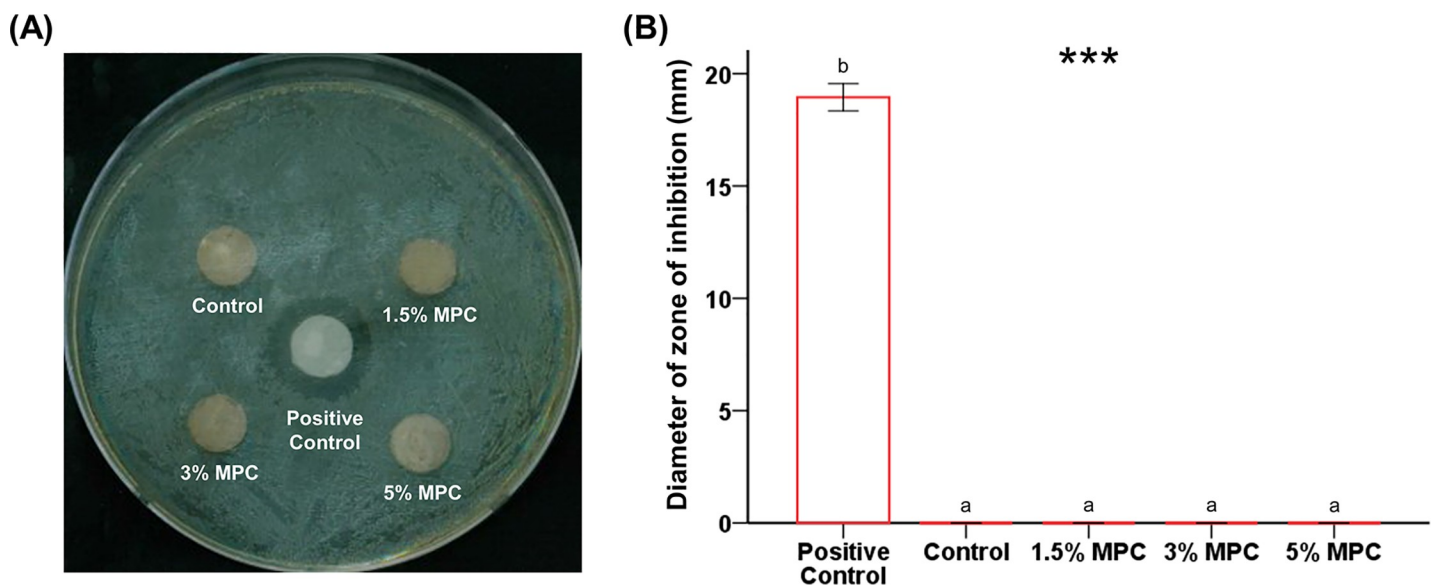 (A)
Control
1.5% MPC
Positive
Control
3% MPC
5% MPC
(B)
***
Diameter of zone of inhibition (mm)
20
15
10
5
0
b
a
a
a
a
Positive
Control
Control
1.5% MPC
3% MPC
5% MPC